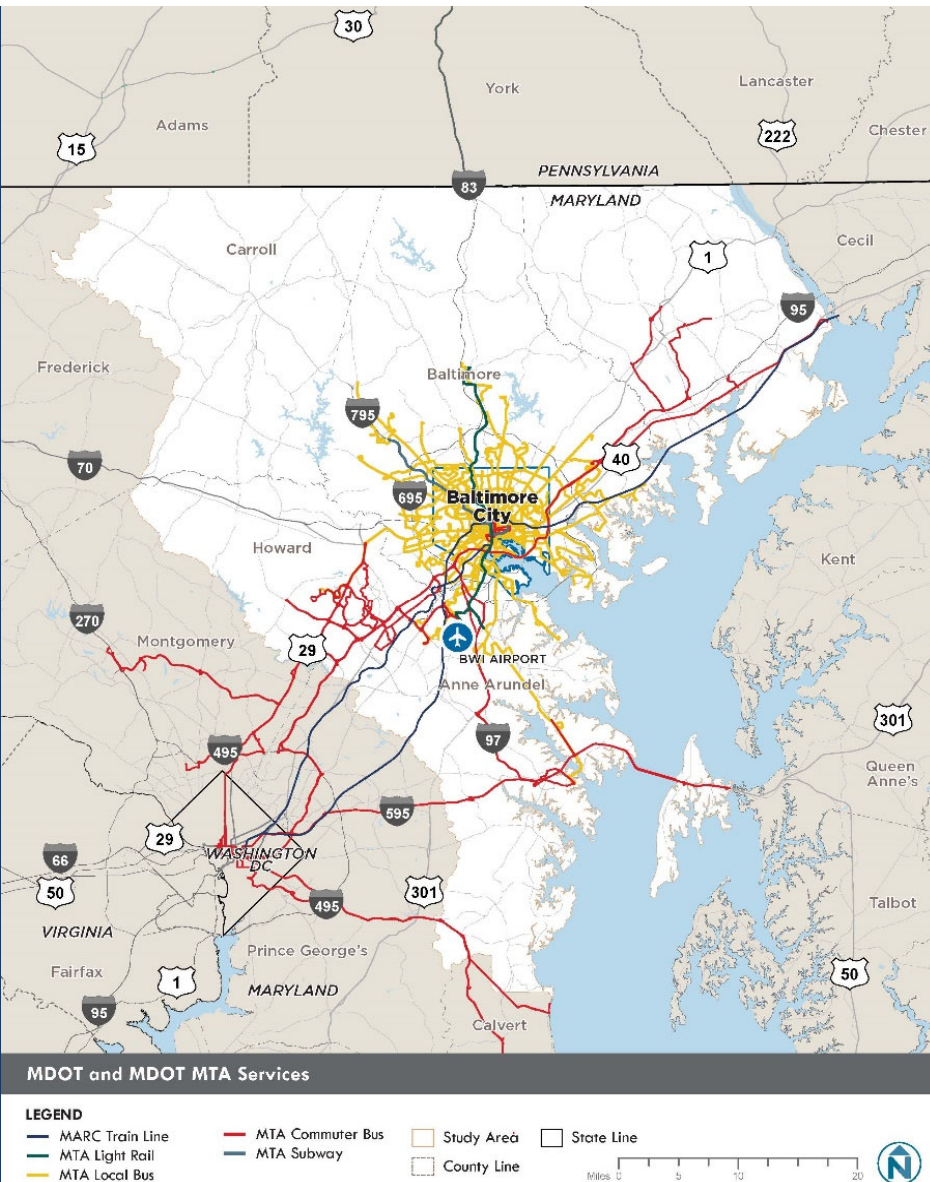 30
York
Lancaster
Adams
222
Chester
15
PENNSYLVANIA
83
MARYLAND
Carroll
Cecil
1
95
Frederick
Baltimore
795
40
70
695
Baltimore
City
Howard
Kent
270
Montgomery
29
BWI AIRPORT
Anne Arundel
301
97
495
Queen
Anne's
595
29
WASHINGTON
DC
66
50
301
495
Talbot
VIRGINIA
Prince George's
Fairfax
1
MARYLAND
50
95
Calvert
MDOT and MDOT MTA Services
LEGEND
MARC Train Line
MTA Light Rail
MTA Local Bus
MTA Commuter Bus
MTA Subway
Study Area
County Line
State Line
Miles 0 5 10 20
N